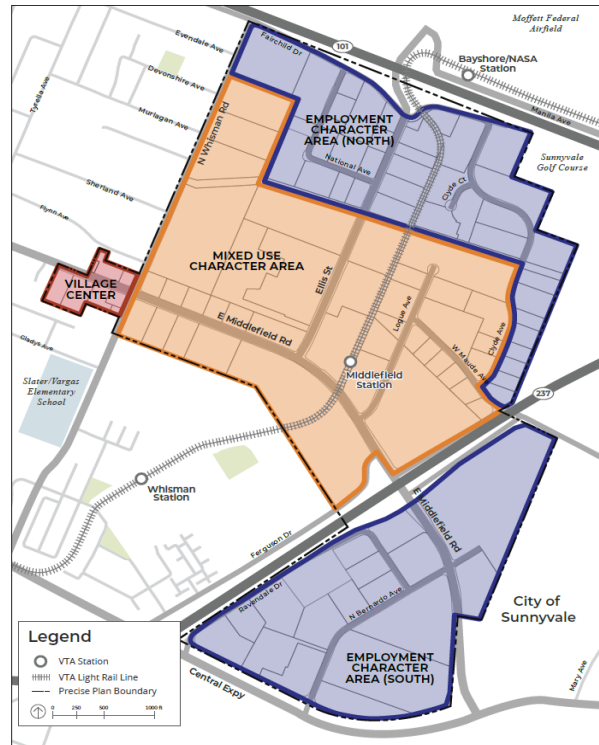 Moffett Federal
Airfield
Evendale Ave
Fairchild Dr
101
Bayshore/NASA
Station
Devonshire Ave
Tyrella Ave
Manila Ave
Murlagan Ave
N Whisman Rd
EMPLOYMENT
CHARACTER
AREA (NORTH)
National Ave
Sunnyvale
Golf Course
Clyde Ct
Sherland Ave
Flynn Ave
MIXED USE
CHARACTER AREA
VILLAGE
CENTER
Ellis St
E Middlefield Rd
Logue Ave
Clyde Ave
W Maude Ave
Gladys Ave
Middlefield
Station
Slater/Vargas
Elementary
School
237
Whisman
Station
E Middlefield Rd
Ferguson Dr
Ravendale Dr
N Bernardo Ave
City of
Sunnyvale
EMPLOYMENT
CHARACTER
AREA (SOUTH)
Mary Ave
Central Expy
Legend
VTA Station
VTA Light Rail Line
Precise Plan Boundary
0 250 500 1000 ft